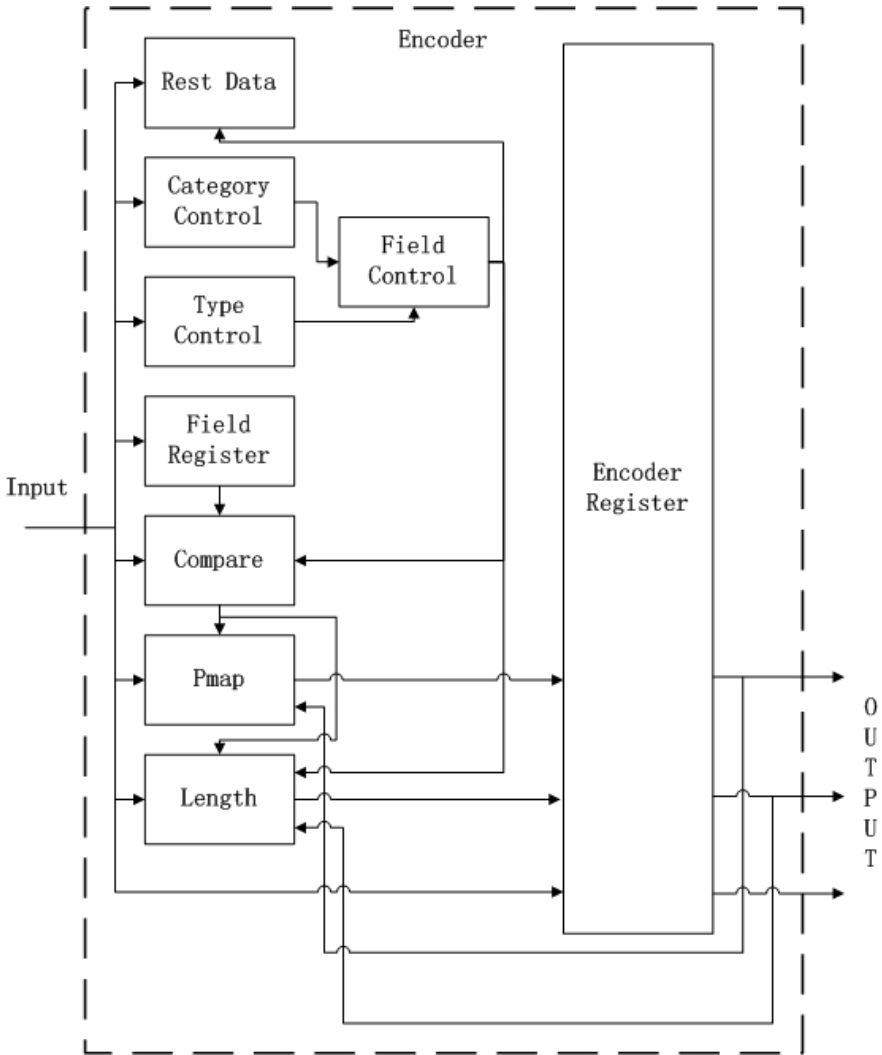 Encoder
Rest Data
Category
Control
Field
Control
Type
Control
Field
Register
Encoder
Register
Input
Compare
Pmap
Length
O
U
T
P
U
T